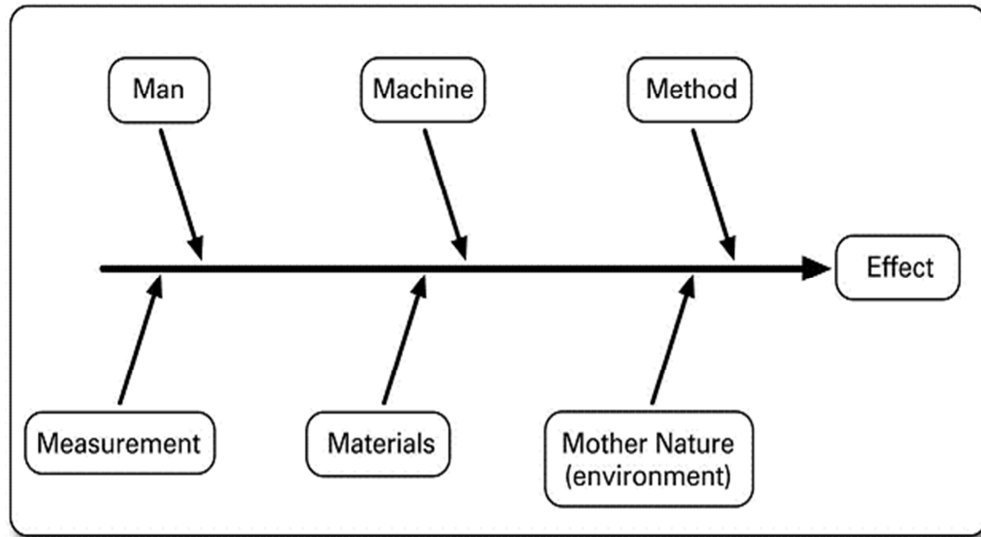 Man
Machine
Method
Effect
Measurement
Materials
Mother Nature
(environment)